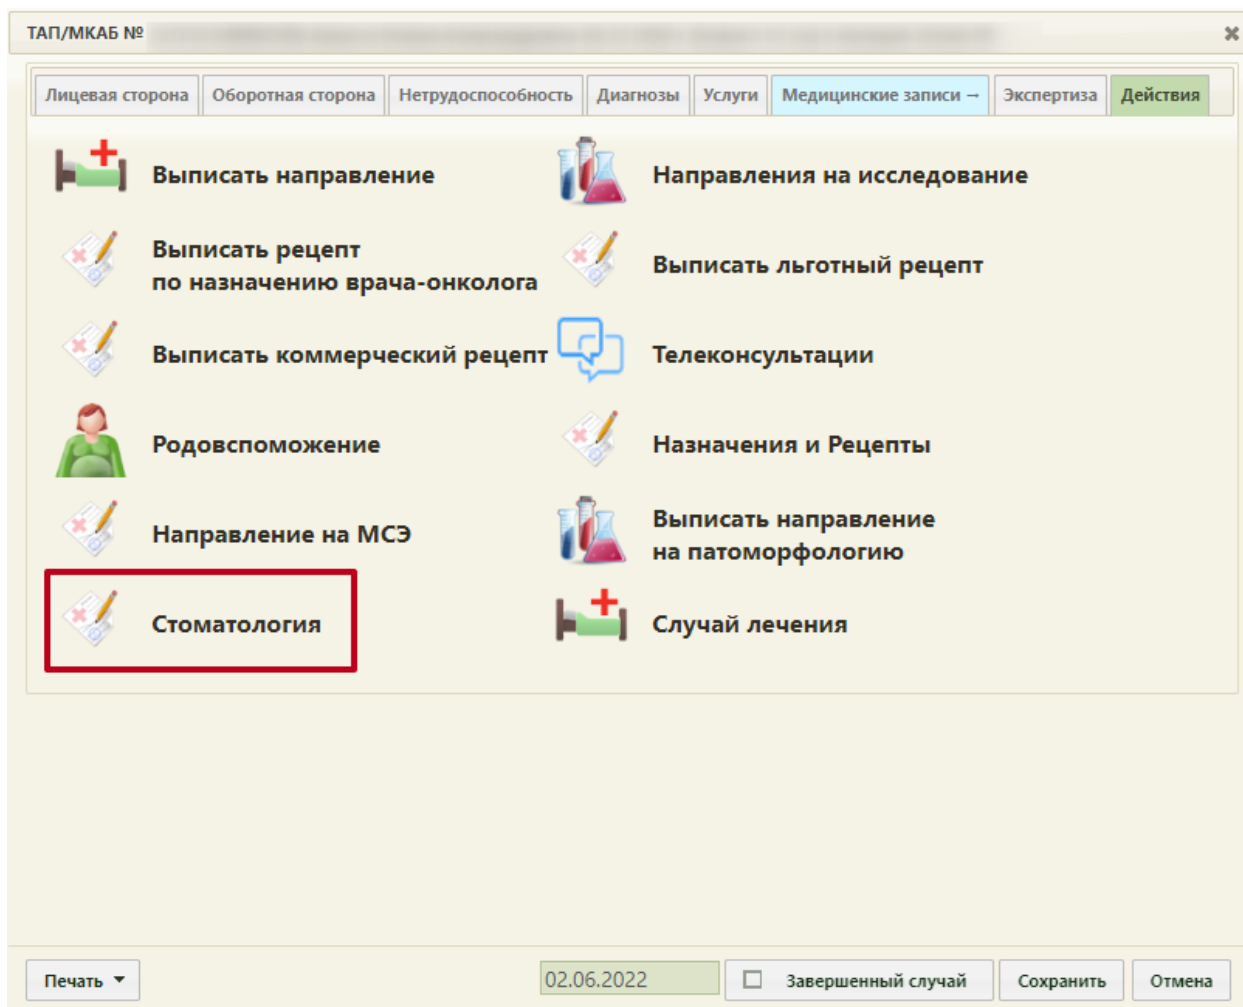 ТАП/МКАБ №
Лицевая сторона Оборотная сторона Нетрудоспособность Диагнозы Услуги Медицинские записи – Экспертиза Действия
Выписать направление
Направления на исследование
Выписать рецепт
по назначению врача-онколога
Выписать льготный рецепт
Выписать коммерческий рецепт
Телеконсультации
Родовспоможение
Назначения и Рецепты
Направление на МСЭ
Выписать направление
на патоморфологию
Стоматология
Случай лечения
Печать
02.06.2022
Завершенный случай
Сохранить
Отмена